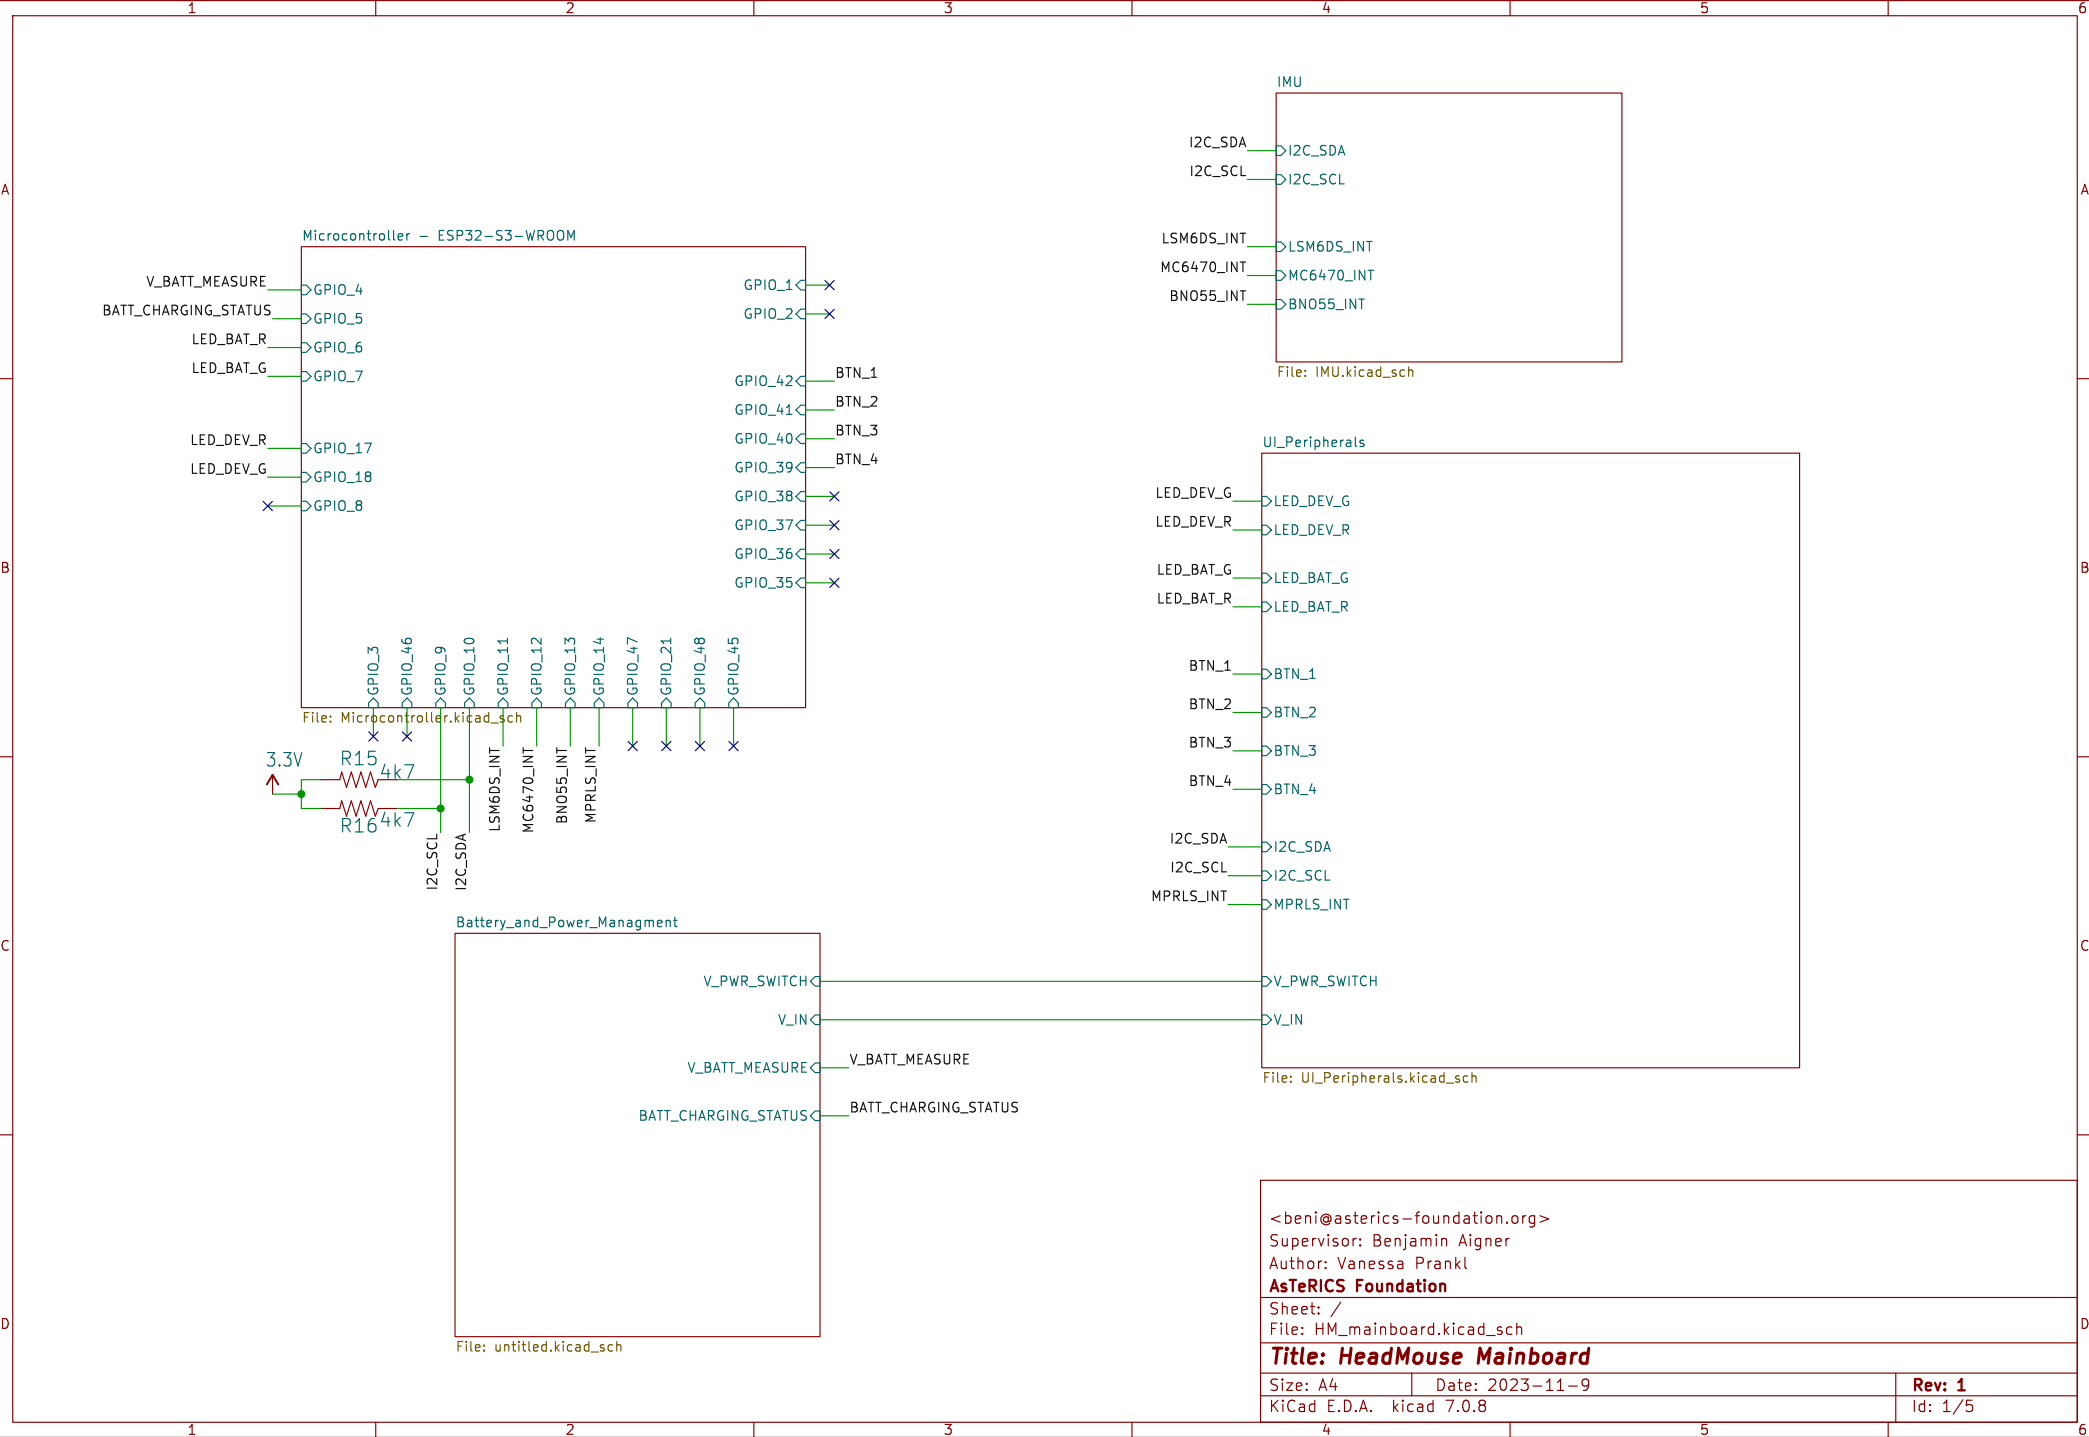 1 2 3 4 5 6
A
B
C
D
A
B
C
D
1 2 3 4 5 6
Microcontroller - ESP32-S3-WROOM
V_BATT_MEASURE
GPIO_4
BATT_CHARGING_STATUS
GPIO_5
LED_BAT_R
GPIO_6
LED_BAT_G
GPIO_7
LED_DEV_R
GPIO_17
LED_DEV_G
GPIO_18
GPIO_8
GPIO_1
GPIO_2
BTN_1
GPIO_42
BTN_2
GPIO_41
BTN_3
GPIO_40
BTN_4
GPIO_39
GPIO_38
GPIO_37
GPIO_36
GPIO_35
GPIO_3
GPIO_46
GPIO_9
GPIO_10
GPIO_11
GPIO_12
GPIO_13
GPIO_14
GPIO_47
GPIO_21
GPIO_48
GPIO_45
File: Microcontroller.kicad_sch
3.3V
R15
4k7
R16
4k7
I2C_SCL
I2C_SDA
LSM6DS_INT
MC6470_INT
BNO55_INT
MPRLS_INT
Battery_and_Power_Managment
V_PWR_SWITCH
V_IN
V_BATT_MEASURE
V_BATT_MEASURE
BATT_CHARGING_STATUS
BATT_CHARGING_STATUS
File: untitled.kicad_sch
IMU
I2C_SDA
I2C_SDA
I2C_SCL
I2C_SCL
LSM6DS_INT
LSM6DS_INT
MC6470_INT
MC6470_INT
BNO55_INT
BNO55_INT
File: IMU.kicad_sch
UI_Peripherals
LED_DEV_G
LED_DEV_G
LED_DEV_R
LED_DEV_R
LED_BAT_G
LED_BAT_G
LED_BAT_R
LED_BAT_R
BTN_1
BTN_1
BTN_2
BTN_2
BTN_3
BTN_3
BTN_4
BTN_4
I2C_SDA
I2C_SDA
I2C_SCL
I2C_SCL
MPRLS_INT
MPRLS_INT
V_PWR_SWITCH
V_IN
File: UI_Peripherals.kicad_sch
<beni@asterics-foundation.org>
Supervisor: Benjamin Aigner
Author: Vanessa Prankl
AsTeRICS Foundation
Sheet: /
File: HM_mainboard.kicad_sch
Title: HeadMouse Mainboard
Size: A4 Date: 2023-11-9 Rev: 1
KiCad E.D.A. kicad 7.0.8 Id: 1/5